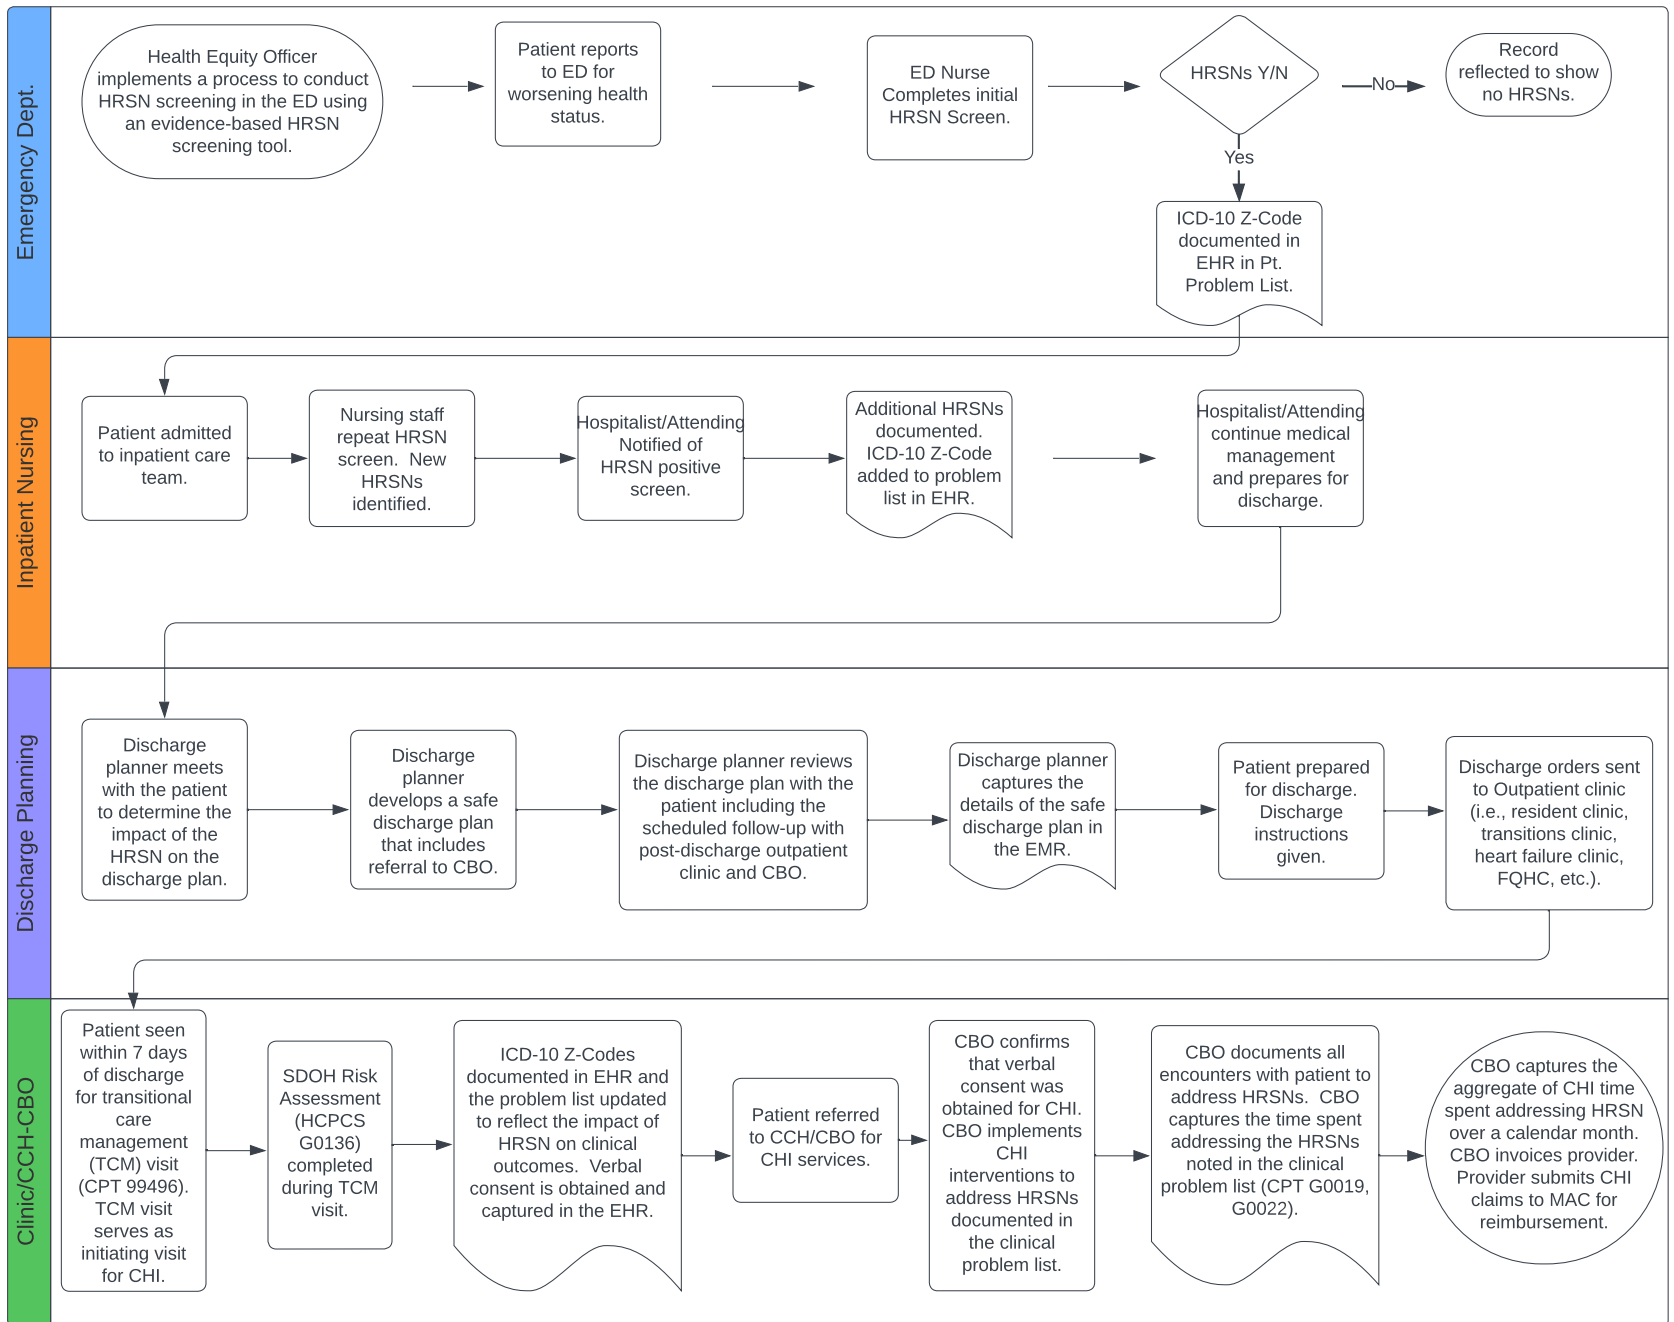 Emergency Dept.
Health Equity Officer
implements a process to conduct
HRSN screening in the ED using
an evidence-based HRSN
screening tool.
Patient reports
to ED for
worsening health
status.
ED Nurse
Completes initial
HRSN Screen.
HRSNs Y/N
No
Record
reflected to show
no HRSNs.
Yes
ICD-10 Z-Code
documented in
EHR in Pt.
Problem List.
Inpatient Nursing
Patient admitted
to inpatient care
team.
Nursing staff
repeat HRSN
screen.  New
HRSNs
identified.
Hospitalist/Attending
Notified of
HRSN positive
screen.
Additional HRSNs
documented.
ICD-10 Z-Code
added to problem
list in EHR.
Hospitalist/Attending
continue medical
management
and prepares for
discharge.
Discharge Planning
Discharge
planner meets
with the patient
to determine the
impact of the
HRSN on the
discharge plan.
Discharge
planner
develops a safe
discharge plan
that includes
referral to CBO.
Discharge planner reviews
the discharge plan with the
patient including the
scheduled follow-up with
post-discharge outpatient
clinic and CBO.
Discharge planner
captures the
details of the safe
discharge plan in
the EMR.
Patient prepared
for discharge.
Discharge
instructions
given.
Discharge orders sent
to Outpatient clinic
(i.e., resident clinic,
transitions clinic,
heart failure clinic,
FQHC, etc.).
Clinic/CCH-CBO
Patient seen
within 7 days
of discharge
for transitional
care
management
(TCM) visit
(CPT 99496).
TCM visit
serves as
initiating visit
for CHI.
SDOH Risk
Assessment
(HCPCS
G0136)
completed
during TCM
visit.
ICD-10 Z-Codes
documented in EHR and
the problem list updated
to reflect the impact of
HRSN on clinical
outcomes.  Verbal
consent is obtained and
captured in the EHR.
Patient referred
to CCH/CBO for
CHI services.
CBO confirms
that verbal
consent was
obtained for CHI.
CBO implements
CHI
interventions to
address HRSNs
documented in
the clinical
problem list.
CBO documents all
encounters with patient to
address HRSNs.  CBO
captures the time spent
addressing the HRSNs
noted in the clinical
problem list (CPT G0019,
G0022).
CBO captures the
aggregate of CHI time
spent addressing HRSN
over a calendar month.
CBO invoices provider.
Provider submits CHI
claims to MAC for
reimbursement.